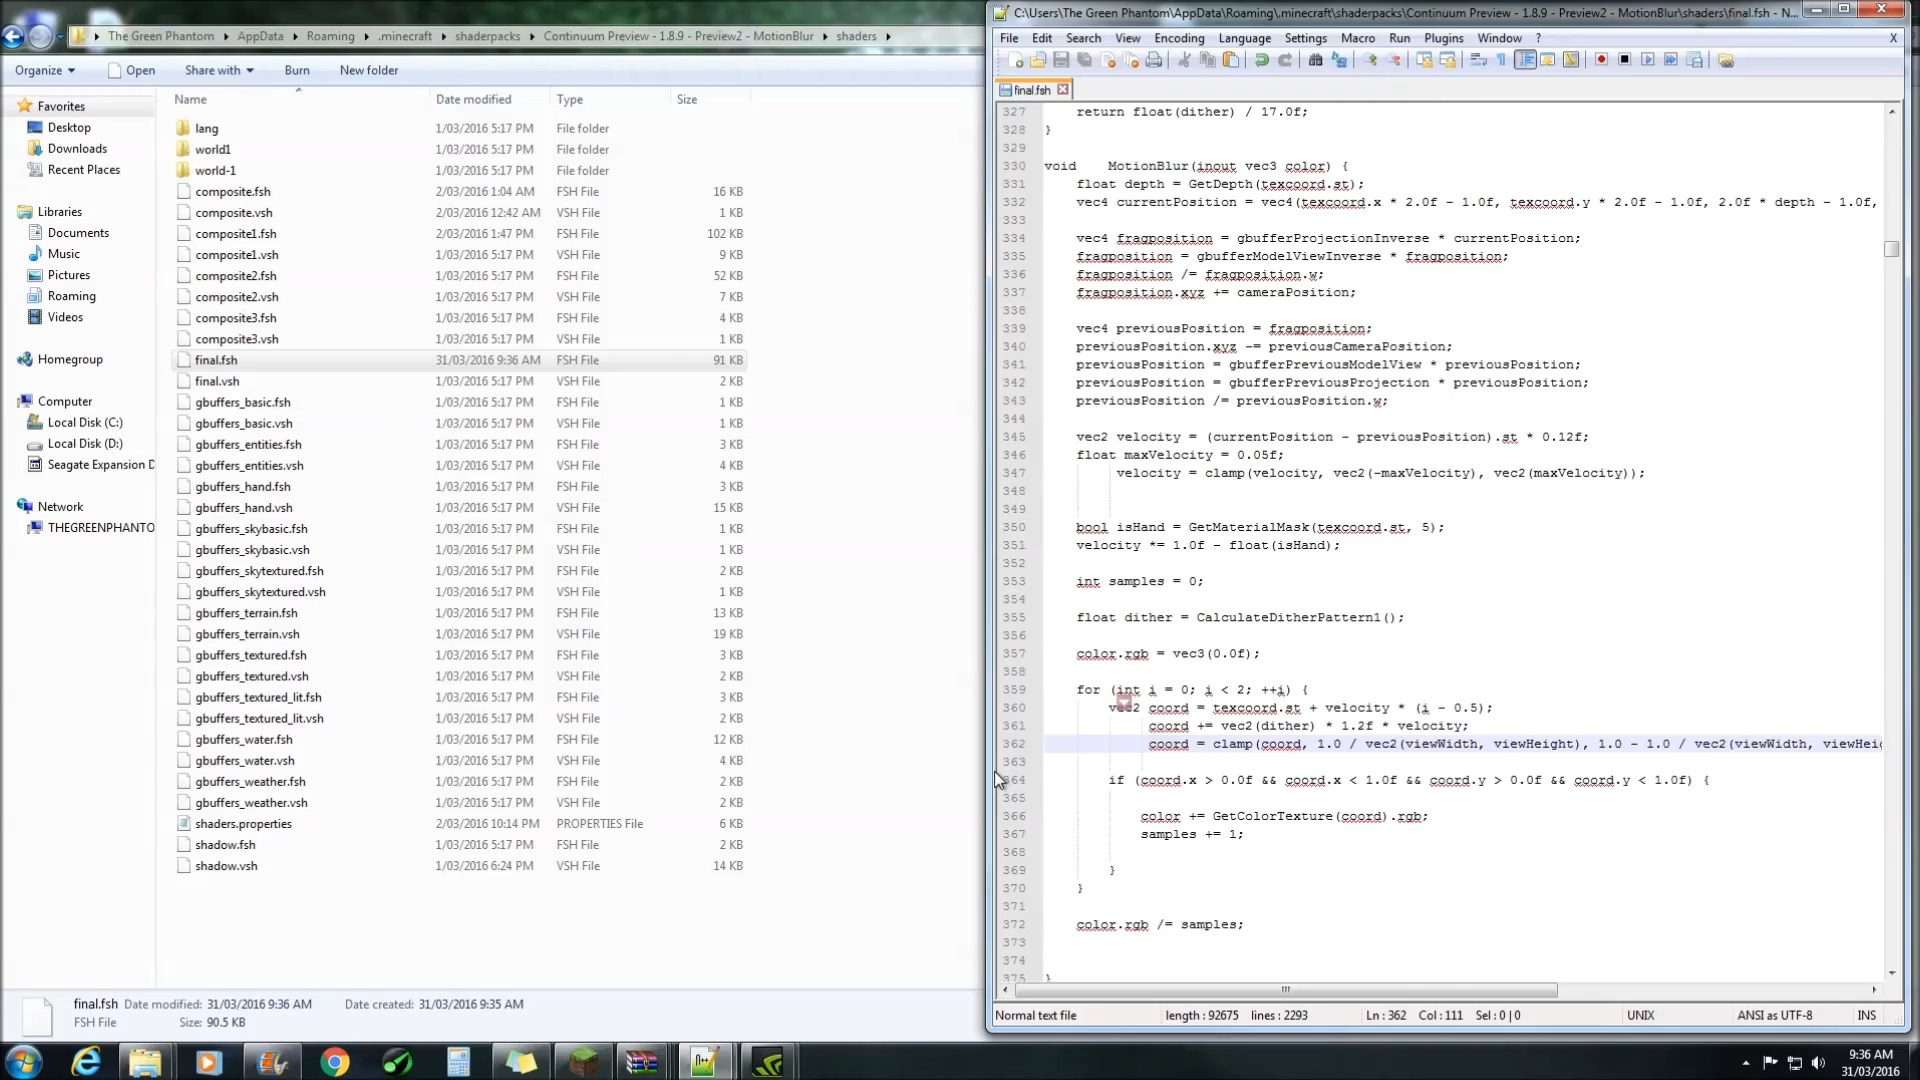 The Green Phantom AppData Roaming .minecraft shaderpacks Continuum Preview - 1.8.9 - Preview2 - MotionBlur shaders
Organize Open Share with Burn New folder
Favorites
Desktop
Downloads
Recent Places
Libraries
Documents
Music
Pictures
Roaming
Videos
Homegroup
Computer
Local Disk (C:)
Local Disk (D:)
Seagate Expansion D
Network
THEGREENPHANTO
Name Date modified Type Size
lang 1/03/2016 5:17 PM File folder
world1 1/03/2016 5:17 PM File folder
world-1 1/03/2016 5:17 PM File folder
composite.fsh 2/03/2016 1:04 AM FSH File 16 KB
composite.vsh 2/03/2016 12:42 AM VSH File 1 KB
composite1.fsh 2/03/2016 1:47 PM FSH File 102 KB
composite1.vsh 1/03/2016 5:17 PM VSH File 9 KB
composite2.fsh 1/03/2016 5:17 PM FSH File 52 KB
composite2.vsh 1/03/2016 5:17 PM VSH File 7 KB
composite3.fsh 1/03/2016 5:17 PM FSH File 4 KB
composite3.vsh 1/03/2016 5:17 PM VSH File 1 KB
final.fsh 31/03/2016 9:36 AM FSH File 91 KB
final.vsh 1/03/2016 5:17 PM VSH File 2 KB
gbuffers_basic.fsh 1/03/2016 5:17 PM FSH File 1 KB
gbuffers_basic.vsh 1/03/2016 5:17 PM VSH File 1 KB
gbuffers_entities.fsh 1/03/2016 5:17 PM FSH File 3 KB
gbuffers_entities.vsh 1/03/2016 5:17 PM VSH File 4 KB
gbuffers_hand.fsh 1/03/2016 5:17 PM FSH File 3 KB
gbuffers_hand.vsh 1/03/2016 5:17 PM VSH File 15 KB
gbuffers_skybasic.fsh 1/03/2016 5:17 PM FSH File 1 KB
gbuffers_skybasic.vsh 1/03/2016 5:17 PM VSH File 1 KB
gbuffers_skytextured.fsh 1/03/2016 5:17 PM FSH File 2 KB
gbuffers_skytextured.vsh 1/03/2016 5:17 PM VSH File 1 KB
gbuffers_terrain.fsh 1/03/2016 5:17 PM FSH File 13 KB
gbuffers_terrain.vsh 1/03/2016 5:17 PM VSH File 19 KB
gbuffers_textured.fsh 1/03/2016 5:17 PM FSH File 3 KB
gbuffers_textured.vsh 1/03/2016 5:17 PM VSH File 2 KB
gbuffers_textured_lit.fsh 1/03/2016 5:17 PM FSH File 3 KB
gbuffers_textured_lit.vsh 1/03/2016 5:17 PM VSH File 2 KB
gbuffers_water.fsh 1/03/2016 5:17 PM FSH File 12 KB
gbuffers_water.vsh 1/03/2016 5:17 PM VSH File 4 KB
gbuffers_weather.fsh 1/03/2016 5:17 PM FSH File 2 KB
gbuffers_weather.vsh 1/03/2016 5:17 PM VSH File 2 KB
shaders.properties 2/03/2016 10:14 PM PROPERTIES File 6 KB
shadow.fsh 1/03/2016 5:17 PM FSH File 2 KB
shadow.vsh 1/03/2016 6:24 PM VSH File 14 KB
final.fsh Date modified: 31/03/2016 9:36 AM Date created: 31/03/2016 9:35 AM
FSH File Size: 90.5 KB
C:\Users\The Green Phantom\AppData\Roaming\.minecraft\shaderpacks\Continuum Preview - 1.8.9 - Preview2 - MotionBlur\shaders\final.fsh - N...
File Edit Search View Encoding Language Settings Macro Run Plugins Window ? X
final.fsh
327 return float(dither) / 17.0f;
328 }
329
330 void MotionBlur(inout vec3 color) {
331 float depth = GetDepth(texcoord.st);
332 vec4 currentPosition = vec4(texcoord.x * 2.0f - 1.0f, texcoord.y * 2.0f - 1.0f, 2.0f * depth - 1.0f,
333
334 vec4 fragposition = gbufferProjectionInverse * currentPosition;
335 fragposition = gbufferModelViewInverse * fragposition;
336 fragposition /= fragposition.w;
337 fragposition.xyz += cameraPosition;
338
339 vec4 previousPosition = fragposition;
340 previousPosition.xyz -= previousCameraPosition;
341 previousPosition = gbufferPreviousModelView * previousPosition;
342 previousPosition = gbufferPreviousProjection * previousPosition;
343 previousPosition /= previousPosition.w;
344
345 vec2 velocity = (currentPosition - previousPosition).st * 0.12f;
346 float maxVelocity = 0.05f;
347 velocity = clamp(velocity, vec2(-maxVelocity), vec2(maxVelocity));
348
349
350 bool isHand = GetMaterialMask(texcoord.st, 5);
351 velocity *= 1.0f - float(isHand);
352
353 int samples = 0;
354
355 float dither = CalculateDitherPattern1();
356
357 color.rgb = vec3(0.0f);
358
359 for (int i = 0; i < 2; ++i) {
360 vec2 coord = texcoord.st + velocity * (i - 0.5);
361 coord += vec2(dither) * 1.2f * velocity;
362 coord = clamp(coord, 1.0 / vec2(viewWidth, viewHeight), 1.0 - 1.0 / vec2(viewWidth, viewHei
363
364 if (coord.x > 0.0f && coord.x < 1.0f && coord.y > 0.0f && coord.y < 1.0f) {
365
366 color += GetColorTexture(coord).rgb;
367 samples += 1;
368
369 }
370 }
371
372 color.rgb /= samples;
373
374
375 }
Normal text file length : 92675 lines : 2293 Ln : 362 Col : 111 Sel : 0 | 0 UNIX ANSI as UTF-8 INS
9:36 AM
31/03/2016